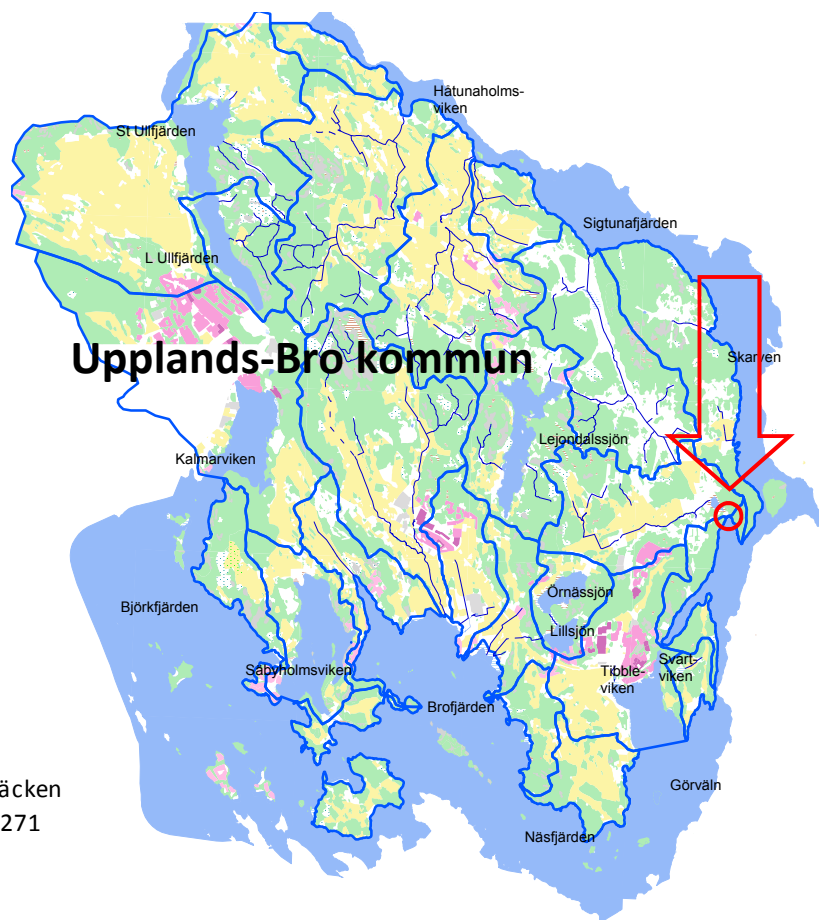 Håtunaholms-
viken
St Ullfjärden
Sigtunafjärden
L Ullfjärden
Upplands-Bro kommun
Skarven
Lejondalssjön
Kalmarviken
Örnässjön
Björkfjärden
Lillsjön
Säbyholmsviken
Tibble-
viken
Svart-
viken
Brofjärden
äcken
271
Görväln
Näsfjärden